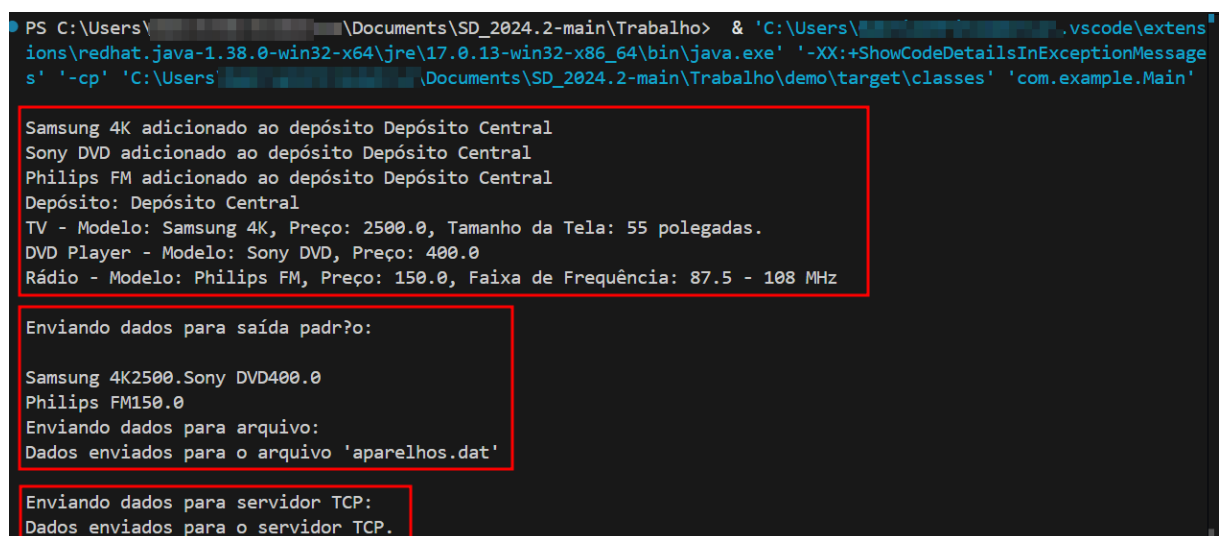 PS C:\Users\ \Documents\SD_2024.2-main\Trabalho> & 'C:\Users\ .vscode\extens
ions\redhat.java-1.38.0-win32-x64\jre\17.0.13-win32-x86_64\bin\java.exe' '-XX:+ShowCodeDetailsInExceptionMessage
s' '-cp' 'C:\Users \Documents\SD_2024.2-main\Trabalho\demo\target\classes' 'com.example.Main'
Samsung 4K adicionado ao depósito Depósito Central
Sony DVD adicionado ao depósito Depósito Central
Philips FM adicionado ao depósito Depósito Central
Depósito: Depósito Central
TV - Modelo: Samsung 4K, Preço: 2500.0, Tamanho da Tela: 55 polegadas.
DVD Player - Modelo: Sony DVD, Preço: 400.0
Rádio - Modelo: Philips FM, Preço: 150.0, Faixa de Frequência: 87.5 - 108 MHz
Enviando dados para saída padr?o:
Samsung 4K2500.Sony DVD400.0
Philips FM150.0
Enviando dados para arquivo:
Dados enviados para o arquivo 'aparelhos.dat'
Enviando dados para servidor TCP:
Dados enviados para o servidor TCP.